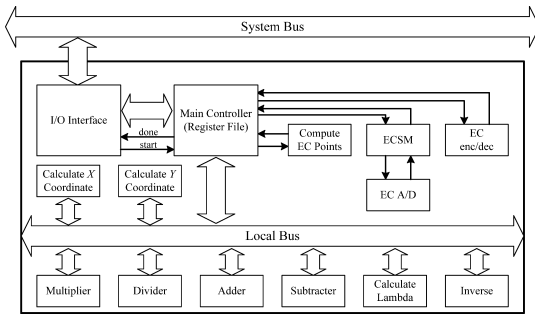 System Bus
I/O Interface
Main Controller
(Register File)
done
start
Compute
EC Points
ECSM
EC
enc/dec
EC A/D
Calculate X
Coordinate
Calculate Y
Coordinate
Local Bus
Multiplier
Divider
Adder
Subtracter
Calculate
Lambda
Inverse